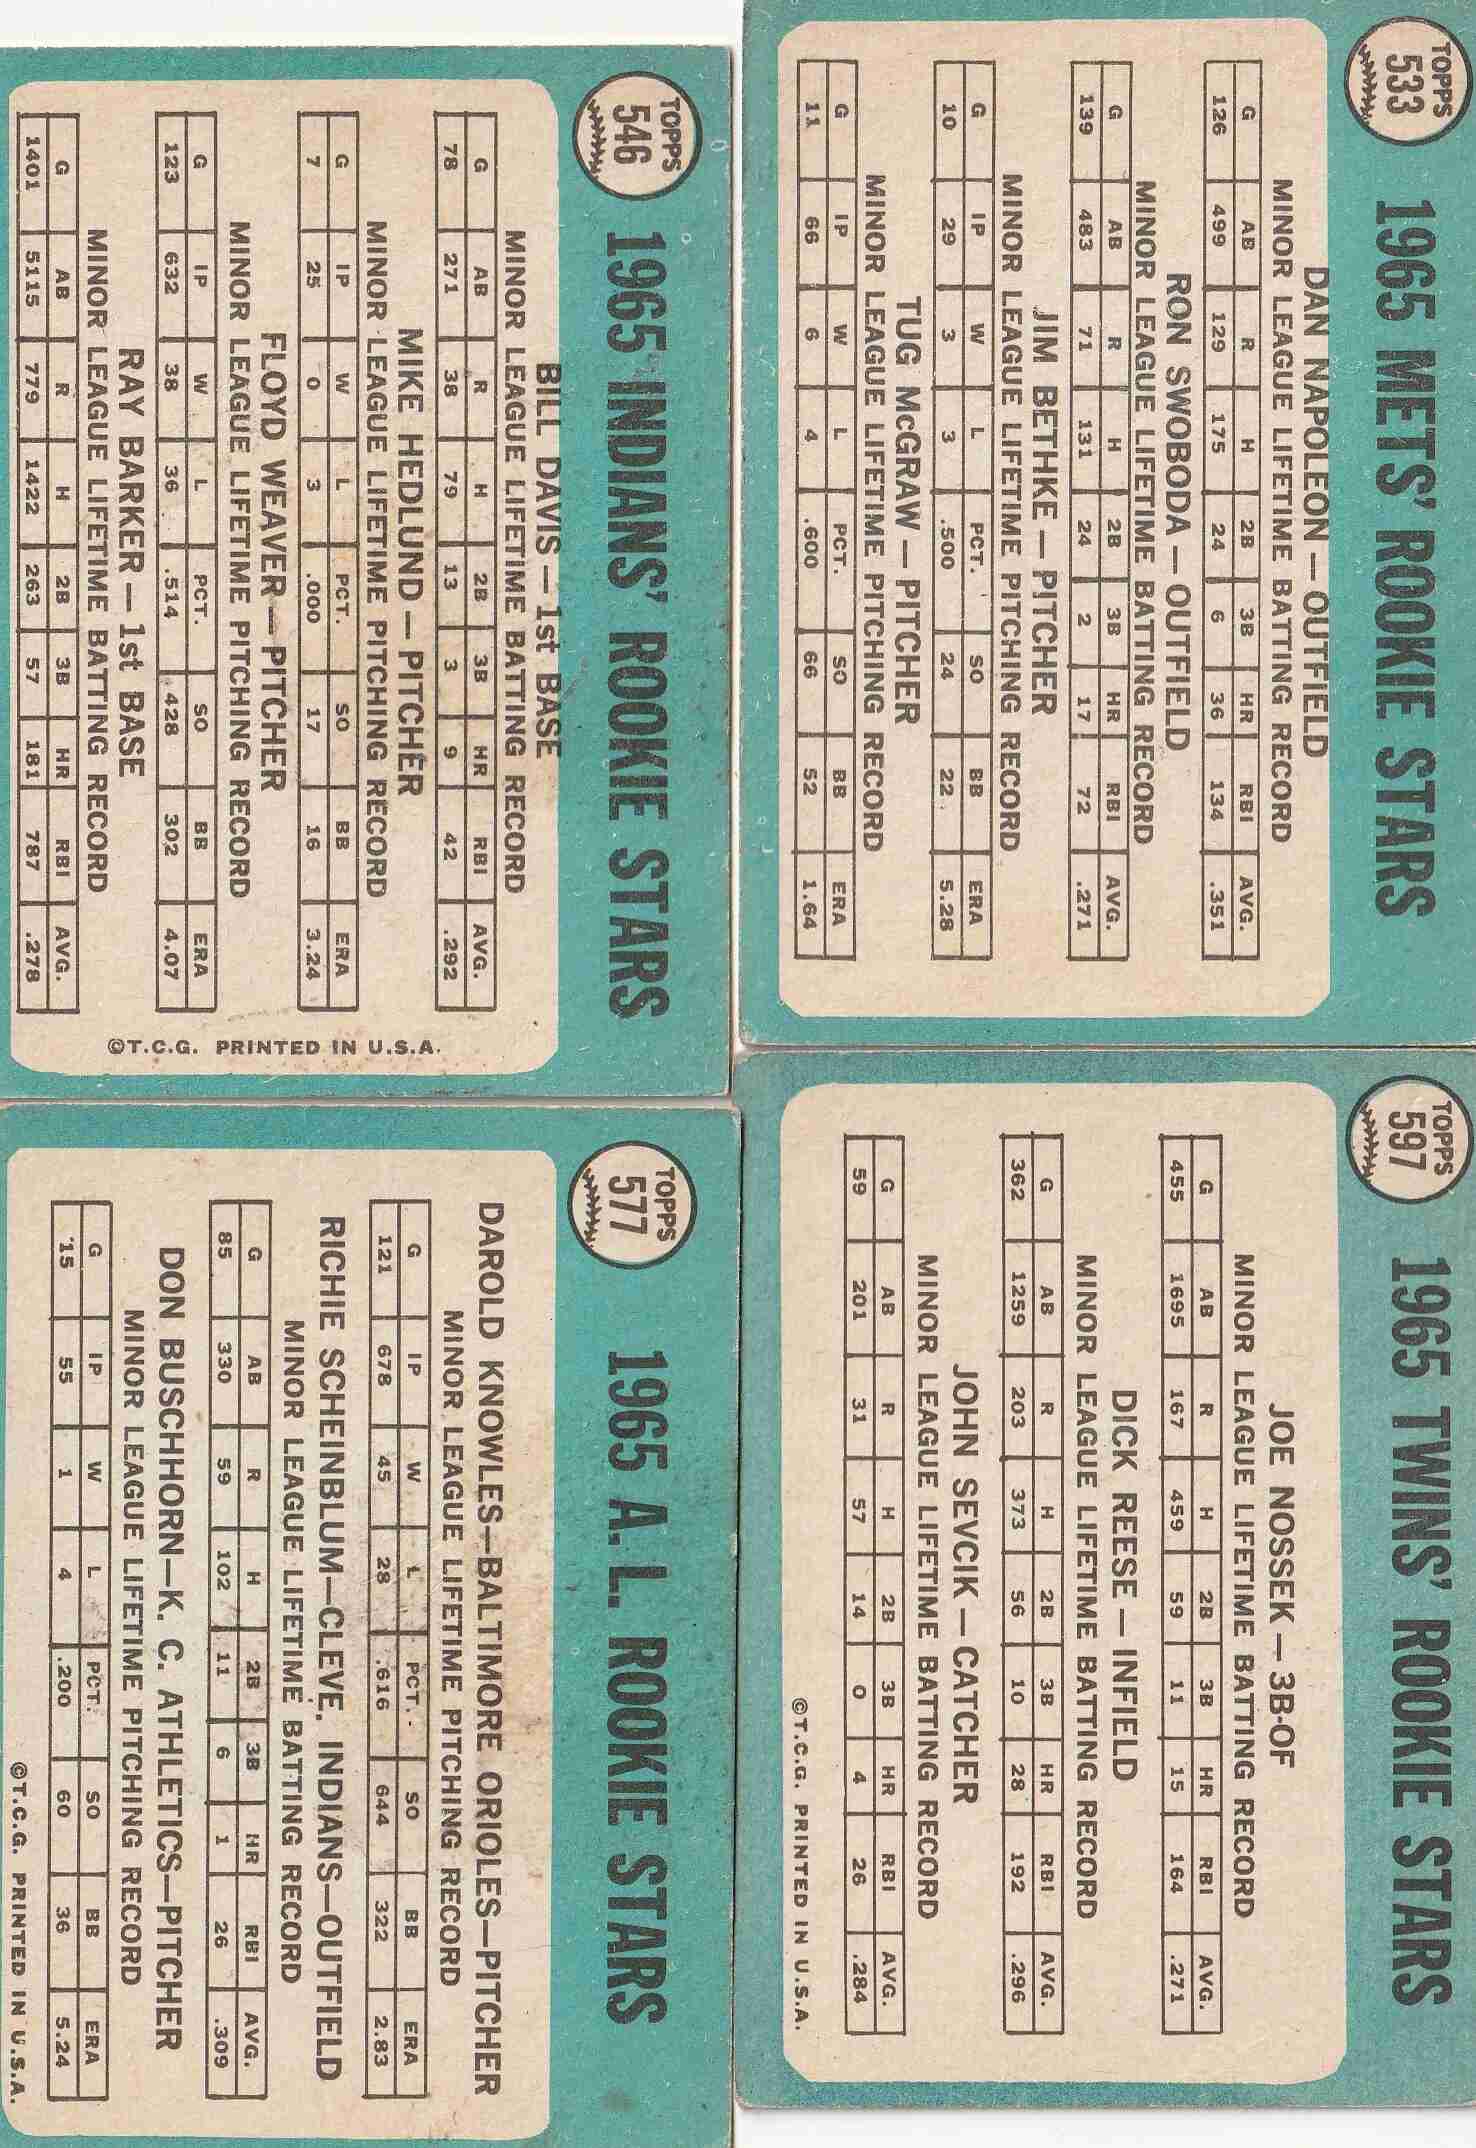 TOPPS
533
1965 METS' ROOKIE STARS
DAN NAPOLEON — OUTFIELD
MINOR LEAGUE LIFETIME BATTING RECORD
G AB R H 2B 3B HR RBI AVG.
126 499 129 175 24 6 36 134 .351
RON SWOBODA — OUTFIELD
MINOR LEAGUE LIFETIME BATTING RECORD
G AB R H 2B 3B HR RBI AVG.
139 483 71 131 24 2 17 72 .271
JIM BETHKE — PITCHER
MINOR LEAGUE LIFETIME PITCHING RECORD
G IP W L PCT. SO BB ERA
10 29 3 3 .500 24 22 5.28
TUG McGRAW — PITCHER
MINOR LEAGUE LIFETIME PITCHING RECORD
G IP W L PCT. SO BB ERA
11 66 6 4 .600 66 52 1.64
TOPPS
597
1965 TWINS' ROOKIE STARS
JOE NOSSEK — 3B-OF
MINOR LEAGUE LIFETIME BATTING RECORD
G AB R H 2B 3B HR RBI AVG.
455 1695 167 459 59 11 15 164 .271
DICK REESE — INFIELD
MINOR LEAGUE LIFETIME BATTING RECORD
G AB R H 2B 3B HR RBI AVG.
362 1259 203 373 56 10 28 192 .296
JOHN SEVCIK — CATCHER
MINOR LEAGUE LIFETIME BATTING RECORD
G AB R H 2B 3B HR RBI AVG.
59 201 31 57 14 0 4 26 .284
©T.C.G. PRINTED IN U.S.A.
TOPPS
546
1965 INDIANS' ROOKIE STARS
BILL DAVIS — 1st BASE
MINOR LEAGUE LIFETIME BATTING RECORD
G AB R H 2B 3B HR RBI AVG.
78 271 38 79 13 3 9 42 .292
MIKE HEDLUND — PITCHER
MINOR LEAGUE LIFETIME PITCHING RECORD
G IP W L PCT. SO BB ERA
7 25 0 3 .000 17 16 3.24
FLOYD WEAVER — PITCHER
MINOR LEAGUE LIFETIME PITCHING RECORD
G IP W L PCT. SO BB ERA
123 632 38 36 .514 428 302 4.07
RAY BARKER — 1st BASE
MINOR LEAGUE LIFETIME BATTING RECORD
G AB R H 2B 3B HR RBI AVG.
1401 5115 779 1422 263 57 181 787 .278
©T.C.G. PRINTED IN U.S.A.
TOPPS
577
1965 A. L. ROOKIE STARS
DAROLD KNOWLES—BALTIMORE ORIOLES—PITCHER
MINOR LEAGUE LIFETIME PITCHING RECORD
G IP W L PCT. SO BB ERA
121 678 45 28 .616 644 322 2.83
RICHIE SCHEINBLUM—CLEVE. INDIANS—OUTFIELD
MINOR LEAGUE LIFETIME BATTING RECORD
G AB R H 2B 3B HR RBI AVG.
85 330 59 102 11 6 1 26 .309
DON BUSCHHORN—K. C. ATHLETICS—PITCHER
MINOR LEAGUE LIFETIME PITCHING RECORD
G IP W L PCT. SO BB ERA
15 55 1 4 .200 60 36 5.24
©T.C.G. PRINTED IN U.S.A.